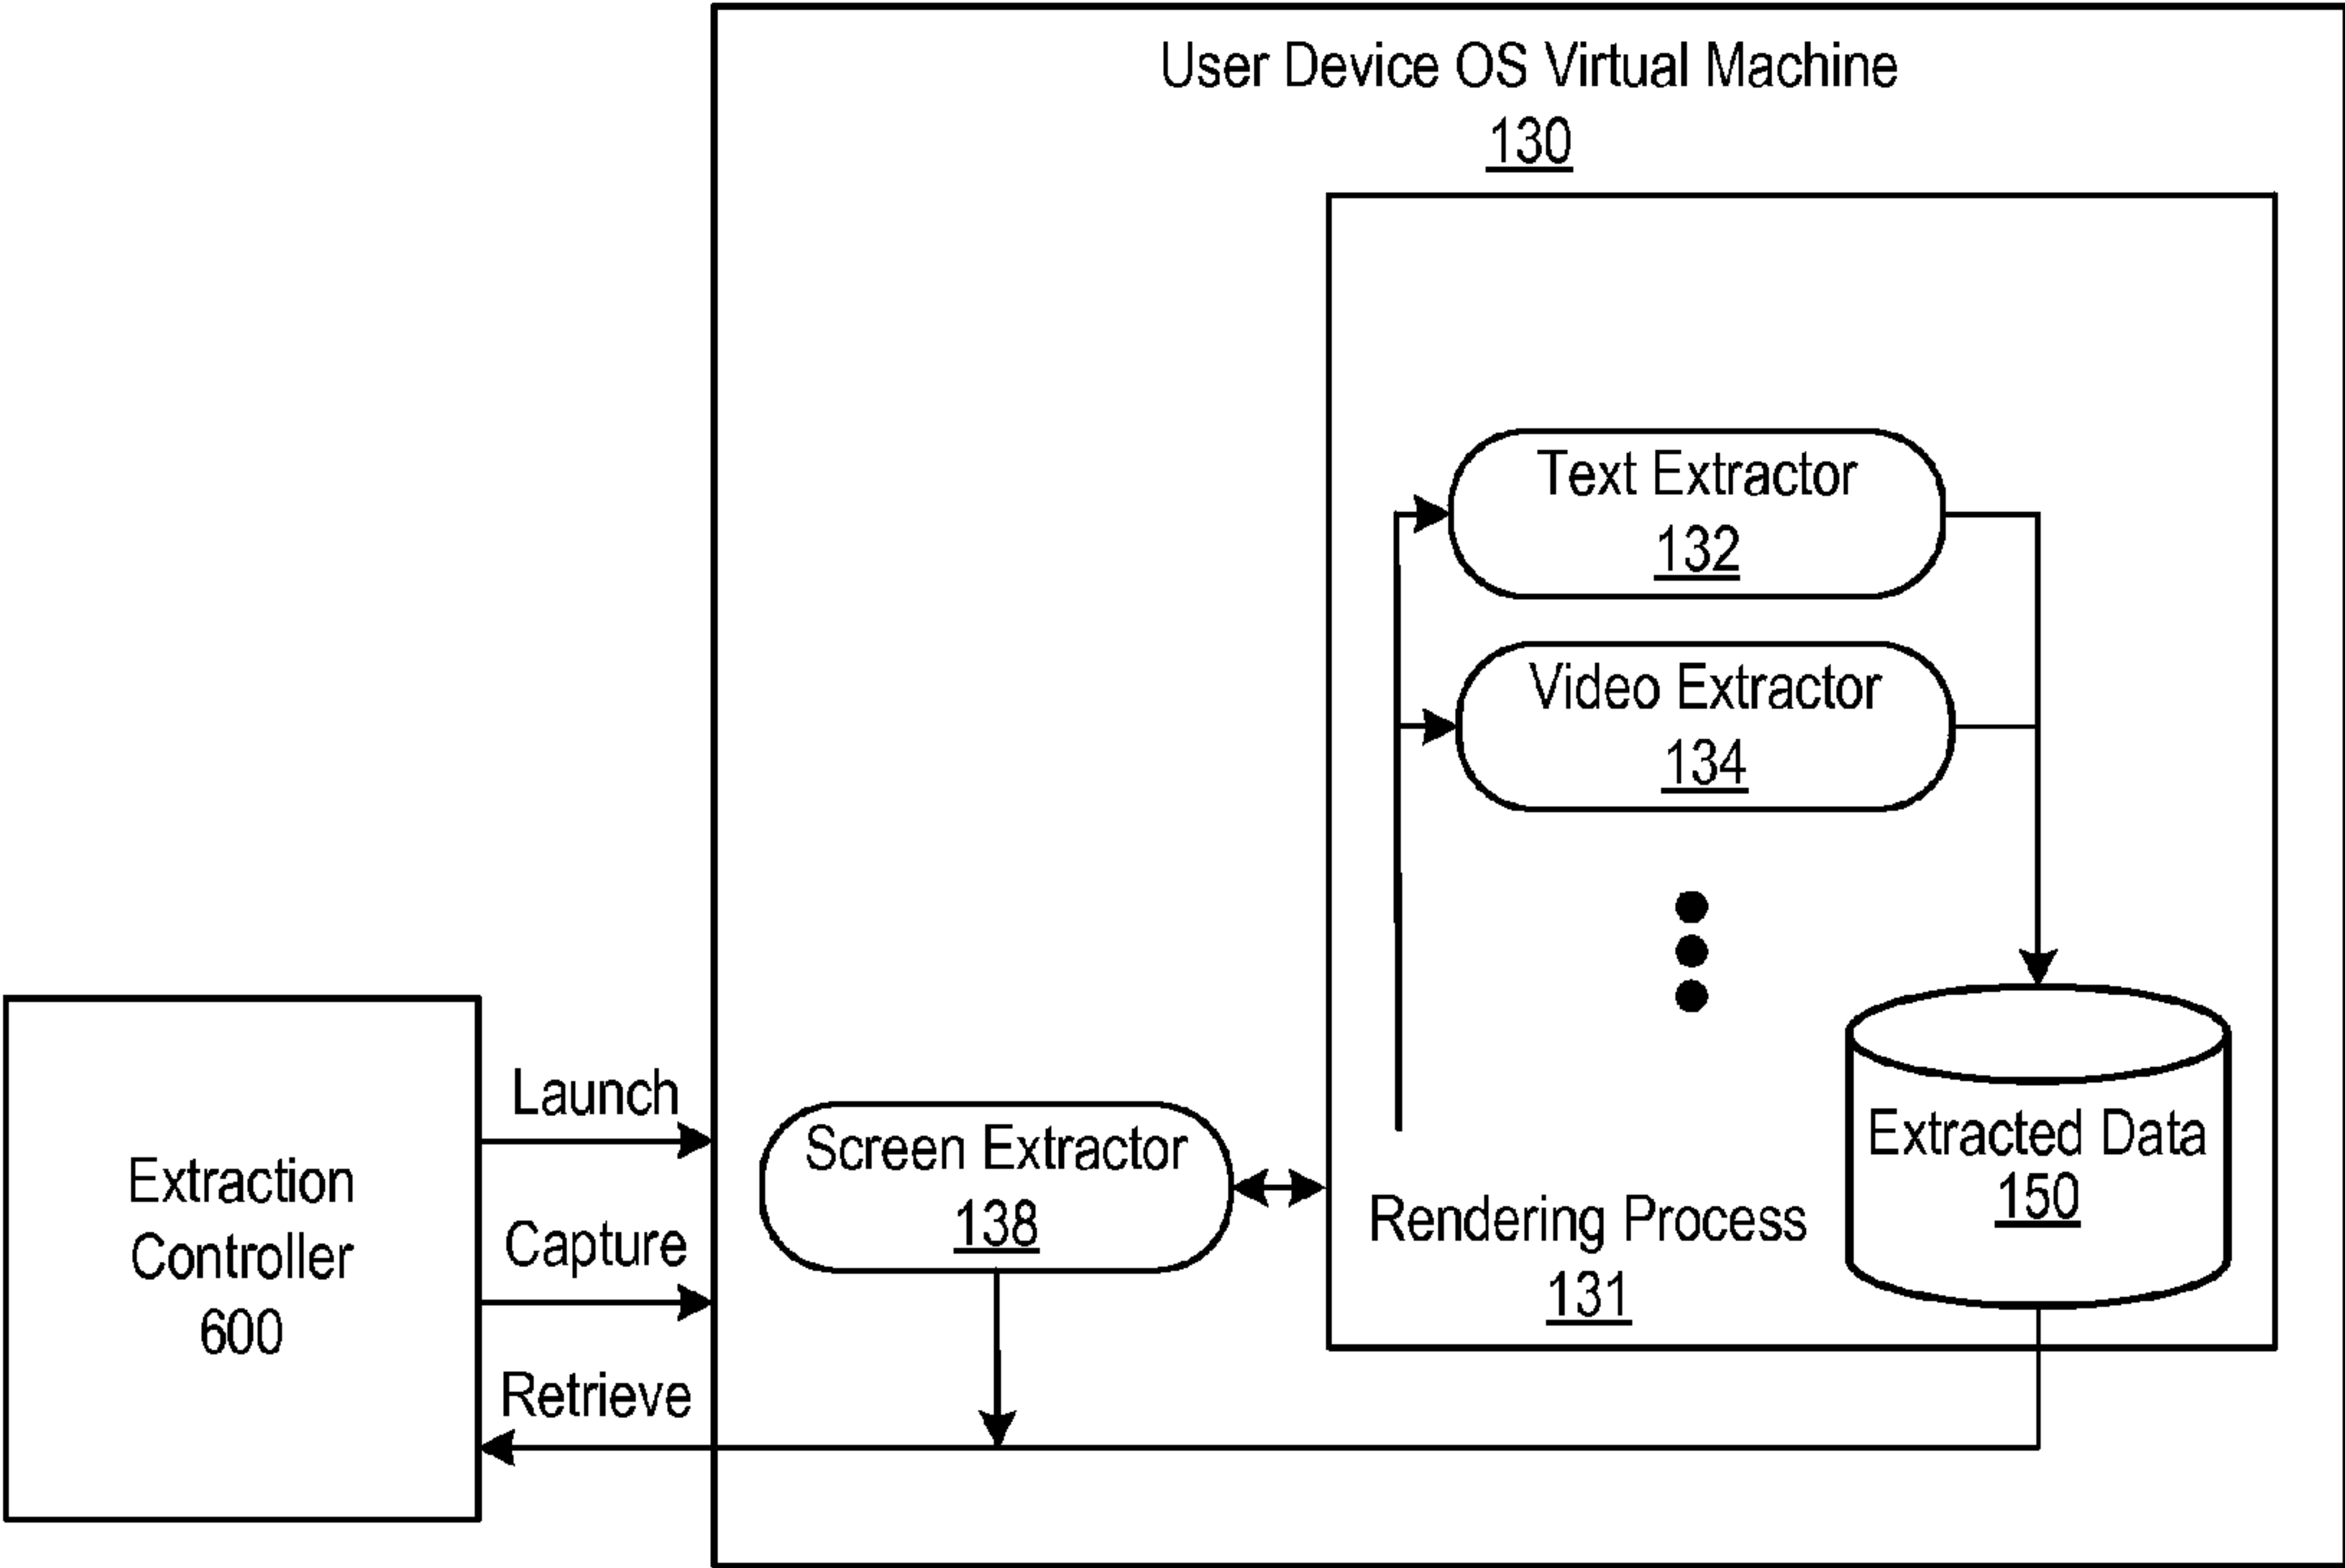 User Device OS Virtual Machine
130
Text Extractor
132
Video Extractor
134
Extracted Data
150
Rendering Process
131
Screen Extractor
138
Launch
Capture
Retrieve
Extraction
Controller
600